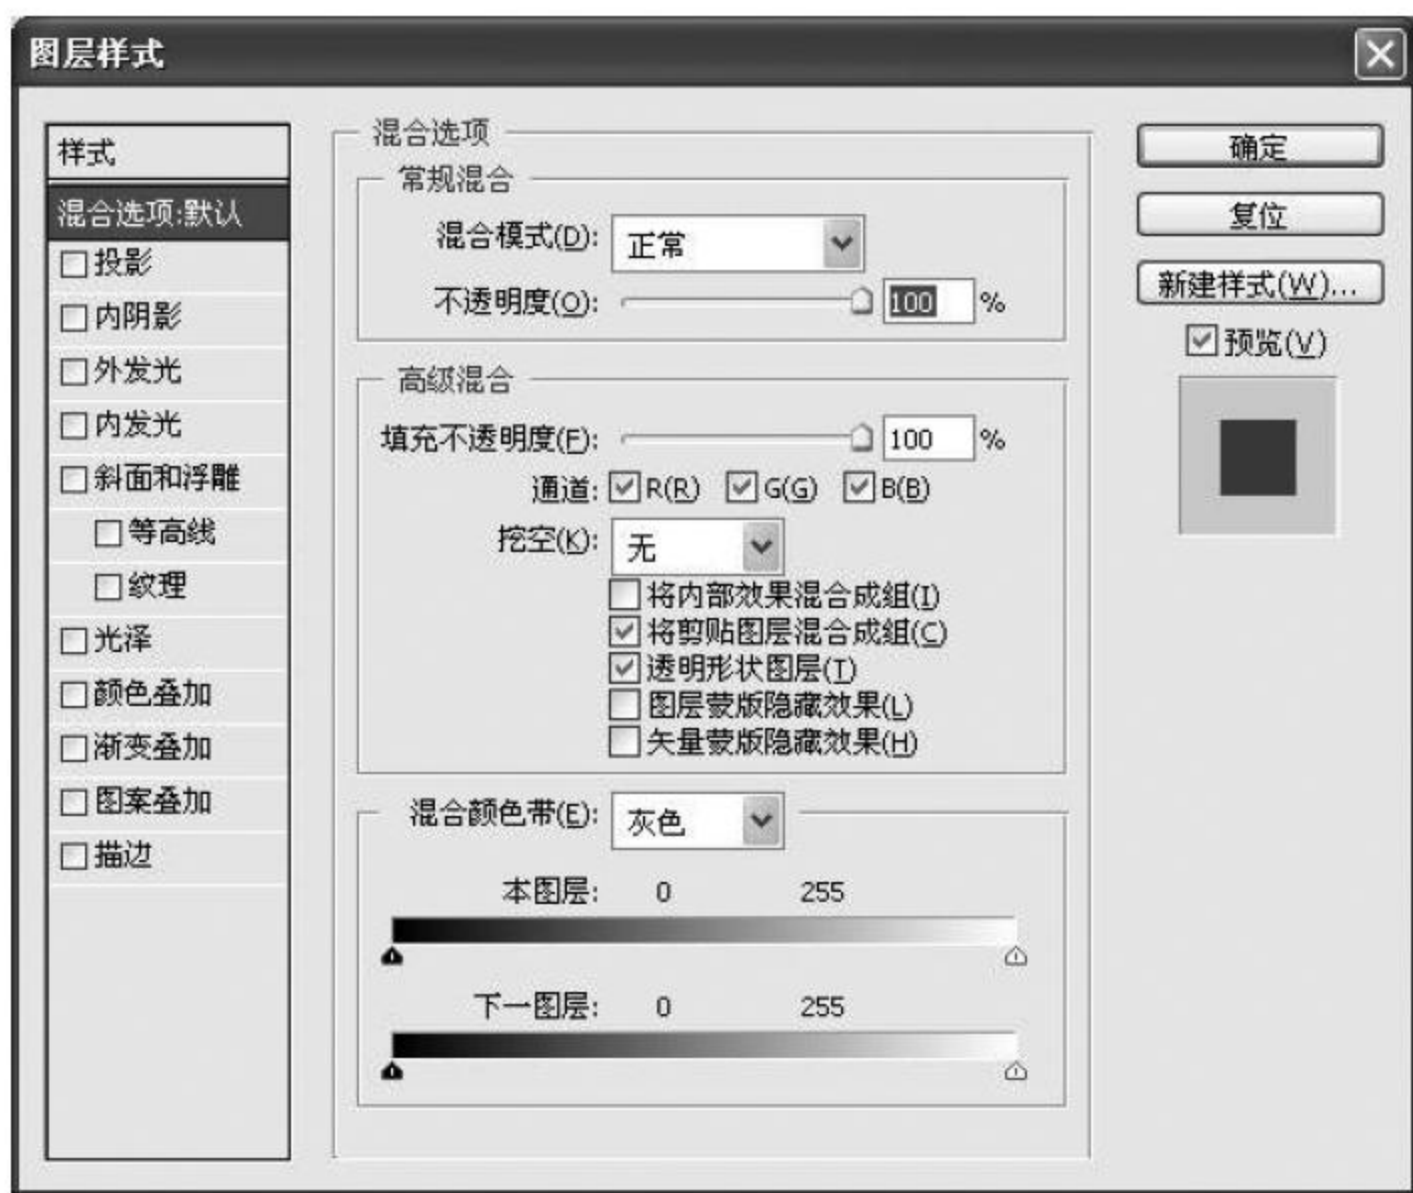 图层样式
样式
混合选项:默认
投影
内阴影
外发光
内发光
斜面和浮雕
等高线
纹理
光泽
颜色叠加
渐变叠加
图案叠加
描边
混合选项
常规混合
混合模式(D): 正常
不透明度(O): 100 %
高级混合
填充不透明度(F): 100 %
通道: R(R) G(G) B(B)
挖空(K): 无
将内部效果混合成组(I)
将剪贴图层混合成组(C)
透明形状图层(T)
图层蒙版隐藏效果(L)
矢量蒙版隐藏效果(H)
混合颜色带(E): 灰色
本图层: 0 255
下一图层: 0 255
确定
复位
新建样式(W)...
预览(V)